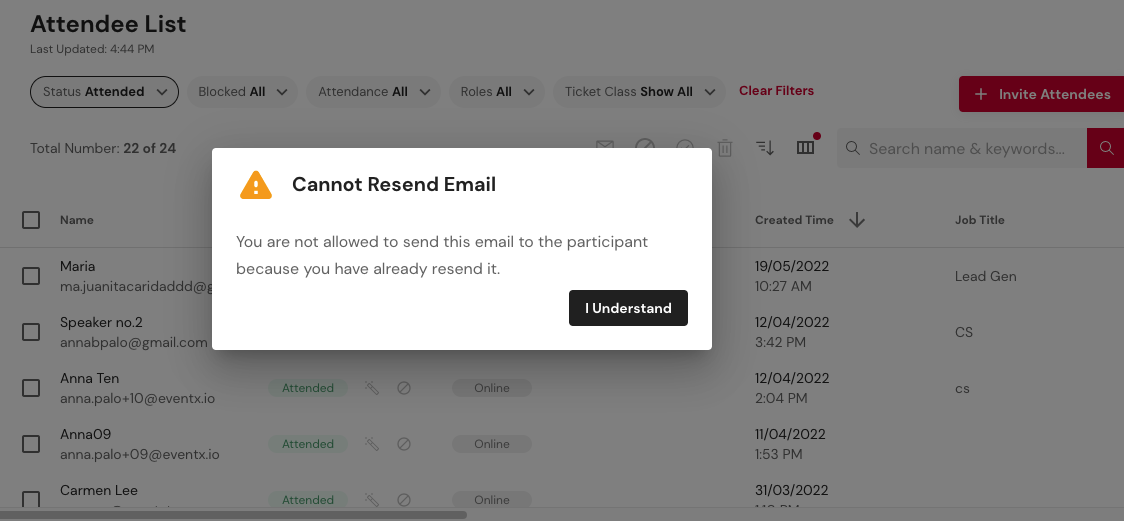 Attendee List
Last Updated: 4:44 PM
Status Attended
Blocked All
Attendance All
Roles All
Ticket Class Show All
Clear Filters
Invite Attendees
Total Number: 22 of 24
Search name & keywords...
Cannot Resend Email
You are not allowed to send this email to the participant
because you have already resend it.
I Understand
Name Created Time Job Title
Maria 19/05/2022
ma.juanitacaridaddd@g 10:27 AM Lead Gen
Speaker no.2 12/04/2022
annabpalo@gmail.com 3:42 PM CS
Anna Ten 12/04/2022
anna.palo+10@eventx.io Attended Online 2:04 PM cs
Anna09 11/04/2022
anna.palo+09@eventx.io Attended Online 1:53 PM
Carmen Lee Attended Online 31/03/2022